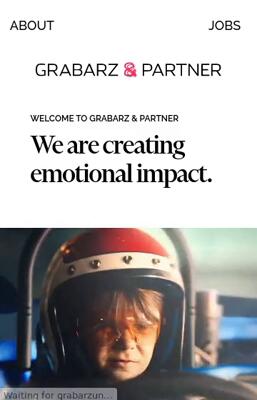 ABOUT JOBS
GRABARZ & PARTNER
WELCOME TO GRABARZ & PARTNER
We are creating
emotional impact.
Waiting for grabarzun...